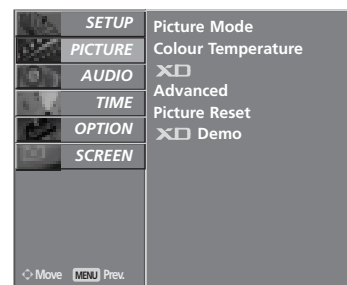 SETUP
PICTURE
AUDIO
TIME
OPTION
SCREEN
Move MENU Prev.
Picture Mode
Colour Temperature
XD
Advanced
Picture Reset
XD Demo